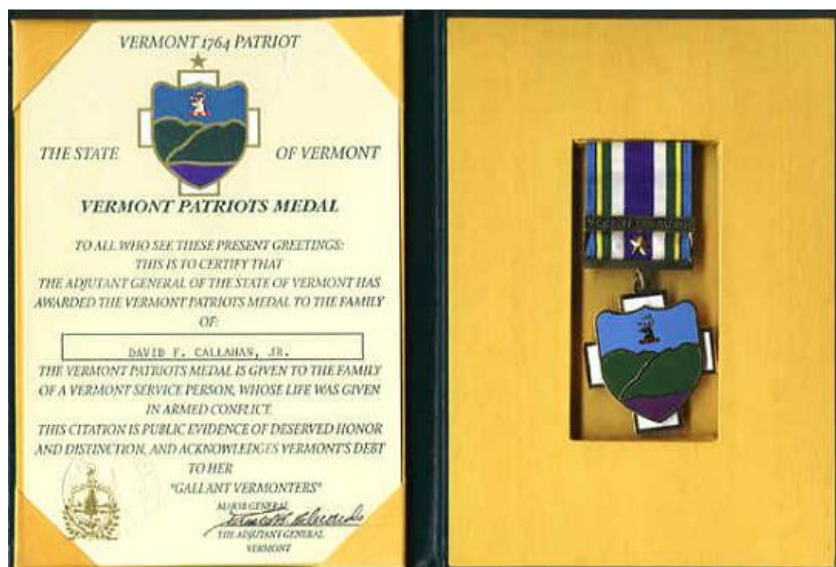 VERMONT 1764 PATRIOT
THE STATE OF VERMONT
VERMONT PATRIOTS MEDAL
TO ALL WHO SEE THESE PRESENT GREETINGS:
THIS IS TO CERTIFY THAT
THE ADJUTANT GENERAL OF THE STATE OF VERMONT HAS
AWARDED THE VERMONT PATRIOTS MEDAL TO THE FAMILY
OF:
DAVID F. CALLAHAN, JR.
THE VERMONT PATRIOTS MEDAL IS GIVEN TO THE FAMILY
OF A VERMONT SERVICE PERSON, WHOSE LIFE WAS GIVEN
IN ARMED CONFLICT.
THIS CITATION IS PUBLIC EVIDENCE OF DESERVED HONOR
AND DISTINCTION, AND ACKNOWLEDGES VERMONT'S DEBT
TO HER
"GALLANT VERMONTERS"
MAJOR GENERAL
THE ADJUTANT GENERAL
VERMONT